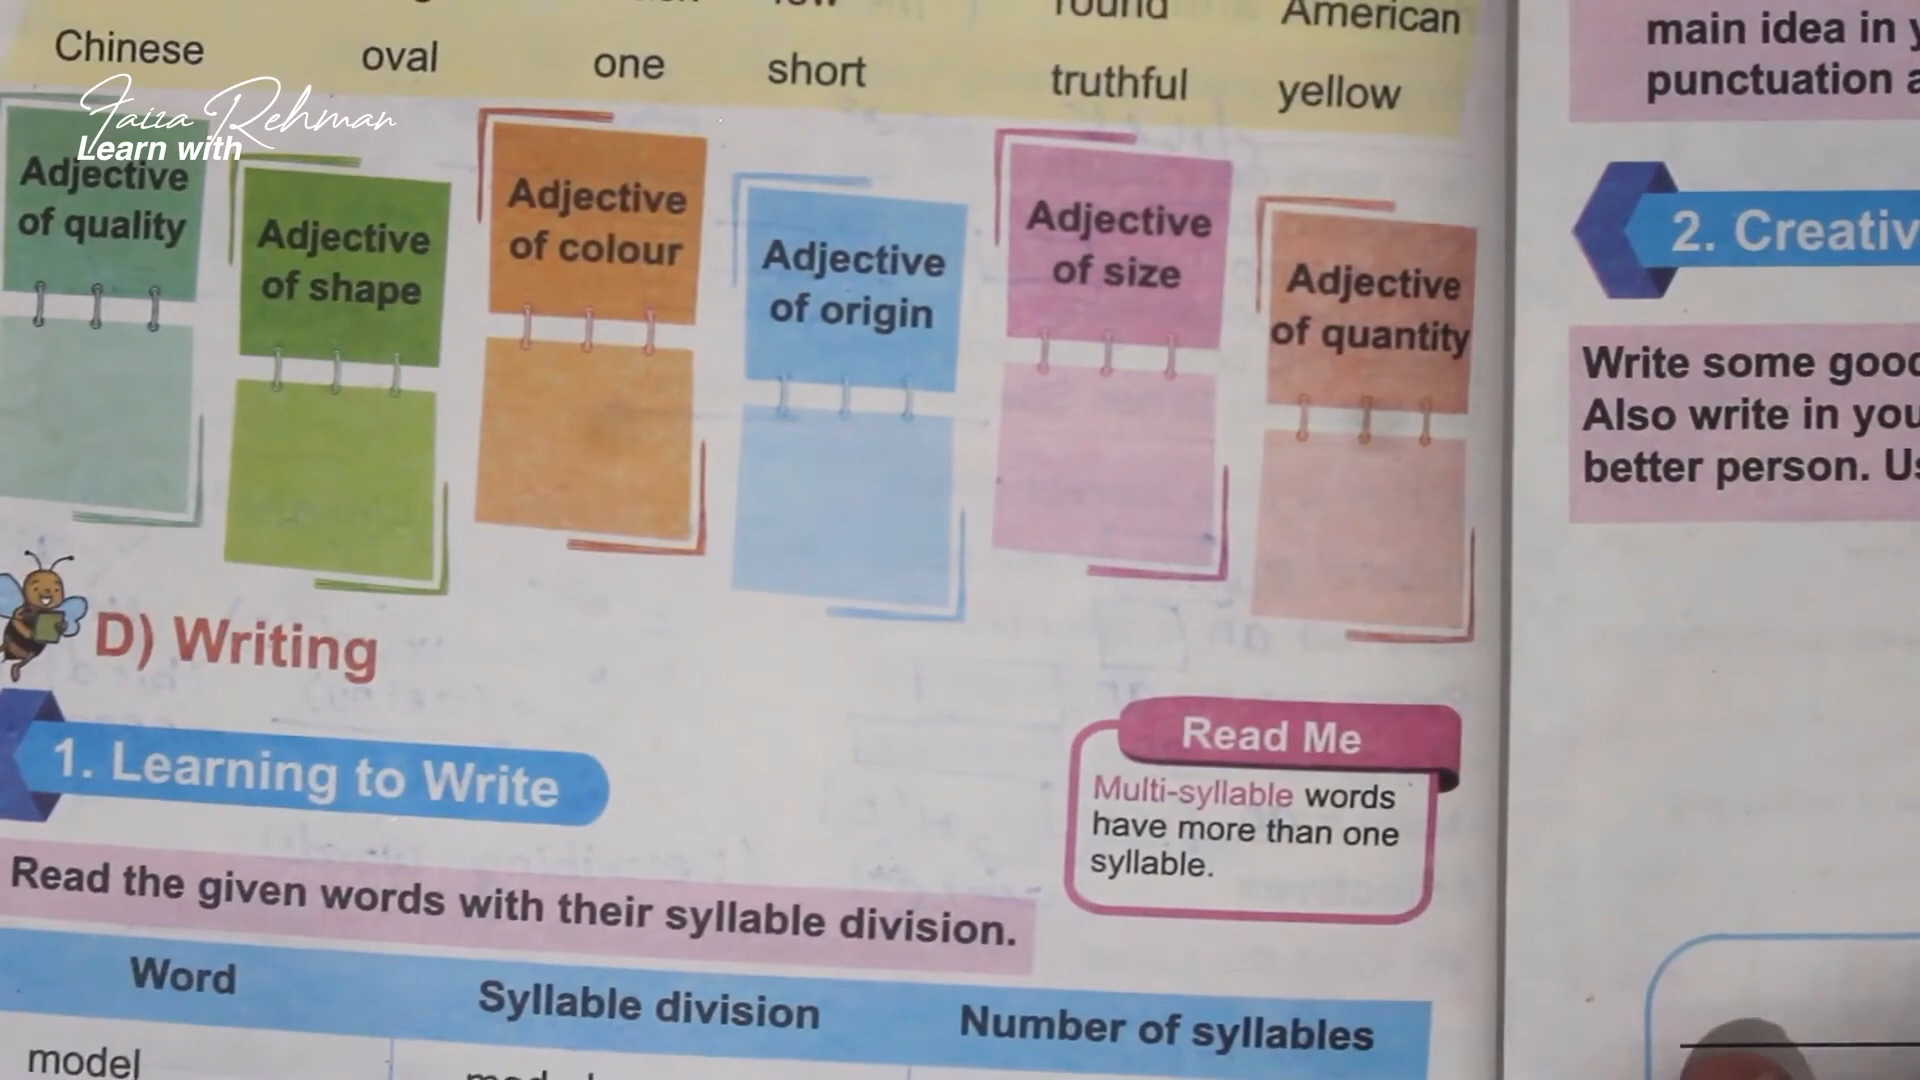 round American
Chinese oval one short truthful yellow
Faiza Rehman
Learn with
Adjective
of quality
Adjective
of shape
Adjective
of colour
Adjective
of origin
Adjective
of size
Adjective
of quantity
D) Writing
1. Learning to Write
Read Me
Multi-syllable words
have more than one
syllable.
Read the given words with their syllable division.
Word Syllable division Number of syllables
model
main idea in
punctuation
2. Creativ
Write some good
Also write in you
better person. Us